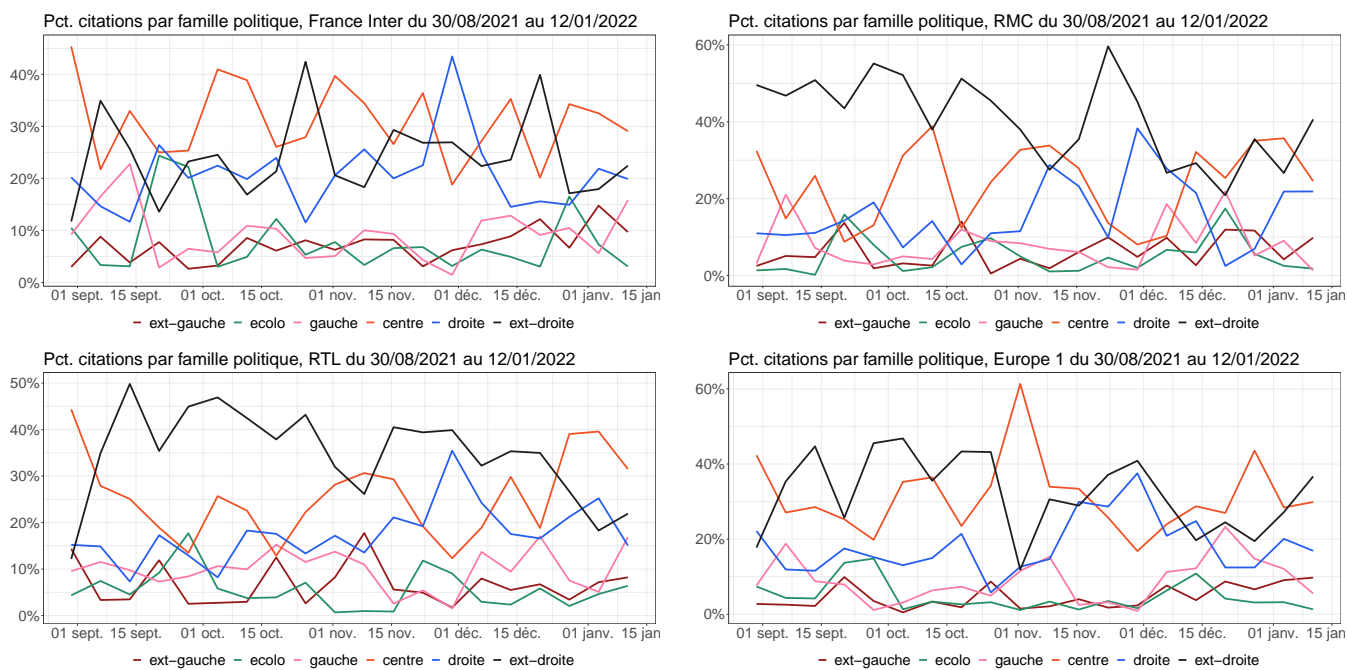 Pct. citations par famille politique, France Inter du 30/08/2021 au 12/01/2022
40%
30%
20%
10%
0%
01 sept. 15 sept. 01 oct. 15 oct. 01 nov. 15 nov. 01 déc. 15 déc. 01 janv. 15 jan
ext−gauche ecolo gauche centre droite ext−droite
Pct. citations par famille politique, RMC du 30/08/2021 au 12/01/2022
60%
40%
20%
0%
01 sept. 15 sept. 01 oct. 15 oct. 01 nov. 15 nov. 01 déc. 15 déc. 01 janv. 15 jan
ext−gauche ecolo gauche centre droite ext−droite
Pct. citations par famille politique, RTL du 30/08/2021 au 12/01/2022
50%
40%
30%
20%
10%
0%
01 sept. 15 sept. 01 oct. 15 oct. 01 nov. 15 nov. 01 déc. 15 déc. 01 janv. 15 jan
ext−gauche ecolo gauche centre droite ext−droite
Pct. citations par famille politique, Europe 1 du 30/08/2021 au 12/01/2022
60%
40%
20%
0%
01 sept. 15 sept. 01 oct. 15 oct. 01 nov. 15 nov. 01 déc. 15 déc. 01 janv. 15 jan
ext−gauche ecolo gauche centre droite ext−droite